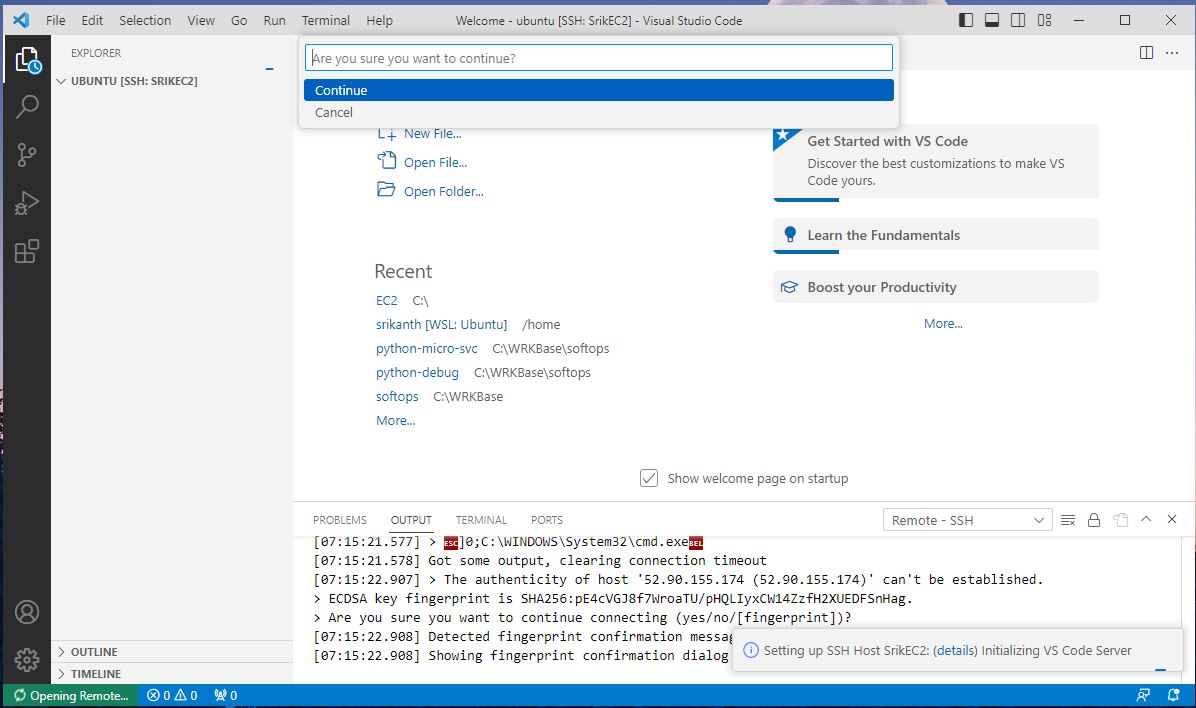 File Edit Selection View Go Run Terminal Help
Welcome - ubuntu [SSH: SrikEC2] - Visual Studio Code
EXPLORER
UBUNTU [SSH: SRIKEC2]
Are you sure you want to continue?
Continue
Cancel
New File...
Open File...
Open Folder...
Recent
EC2 C:\
srikanth [WSL: Ubuntu] /home
python-micro-svc C:\WRKBase\softops
python-debug C:\WRKBase\softops
softops C:\WRKBase
More...
Get Started with VS Code
Discover the best customizations to make VS
Code yours.
Learn the Fundamentals
Boost your Productivity
More...
Show welcome page on startup
PROBLEMS OUTPUT TERMINAL PORTS
Remote - SSH
[07:15:21.577] > ESC]0;C:\WINDOWS\System32\cmd.exeBEL
[07:15:21.578] Got some output, clearing connection timeout
[07:15:22.907] > The authenticity of host '52.90.155.174 (52.90.155.174)' can't be established.
> ECDSA key fingerprint is SHA256:pE4cVGJ8f7WroaTU/pHQLIyxCW14ZzfH2XUEDFSnHag.
> Are you sure you want to continue connecting (yes/no/[fingerprint])?
[07:15:22.908] Detected fingerprint confirmation messag
[07:15:22.908] Showing fingerprint confirmation dialog
Setting up SSH Host SrikEC2: (details) Initializing VS Code Server
OUTLINE
TIMELINE
Opening Remote... 0 0 0